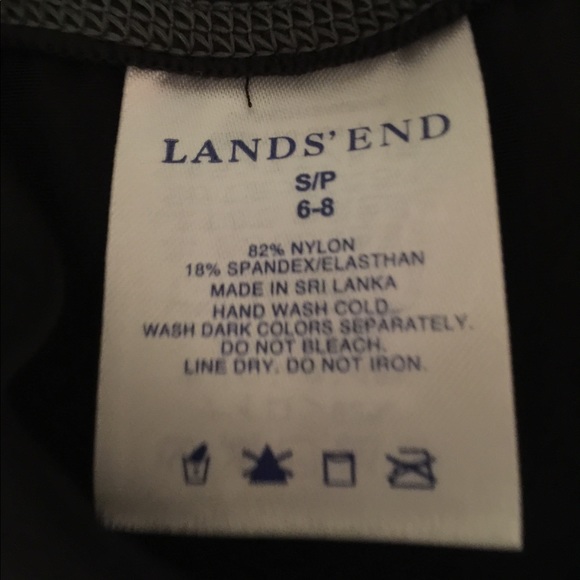 LANDS' END
S/P
6-8
82% NYLON
18% SPANDEX/ELASTHAN
MADE IN SRI LANKA
HAND WASH COLD.
WASH DARK COLORS SEPARATELY.
DO NOT BLEACH.
LINE DRY. DO NOT IRON.